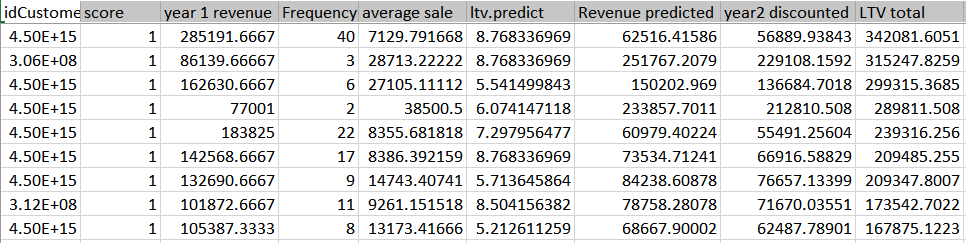 idCustome score year 1 revenue Frequency average sale ltv.predict Revenue predicted year2 discounted LTV total
4.50E+15 1 285191.6667 40 7129.791668 8.768336969 62516.41586 56889.93843 342081.6051
3.06E+08 1 86139.66667 3 28713.22222 8.768336969 251767.2079 229108.1592 315247.8259
4.50E+15 1 162630.6667 6 27105.11112 5.541499843 150202.969 136684.7018 299315.3685
4.50E+15 1 77001 2 38500.5 6.074147118 233857.7011 212810.508 289811.508
4.50E+15 1 183825 22 8355.681818 7.297956477 60979.40224 55491.25604 239316.256
4.50E+15 1 142568.6667 17 8386.392159 8.768336969 73534.71241 66916.58829 209485.255
4.50E+15 1 132690.6667 9 14743.40741 5.713645864 84238.60878 76657.13399 209347.8007
3.12E+08 1 101872.6667 11 9261.151518 8.504156382 78758.28078 71670.03551 173542.7022
4.50E+15 1 105387.3333 8 13173.41666 5.212611259 68667.90002 62487.78901 167875.1223